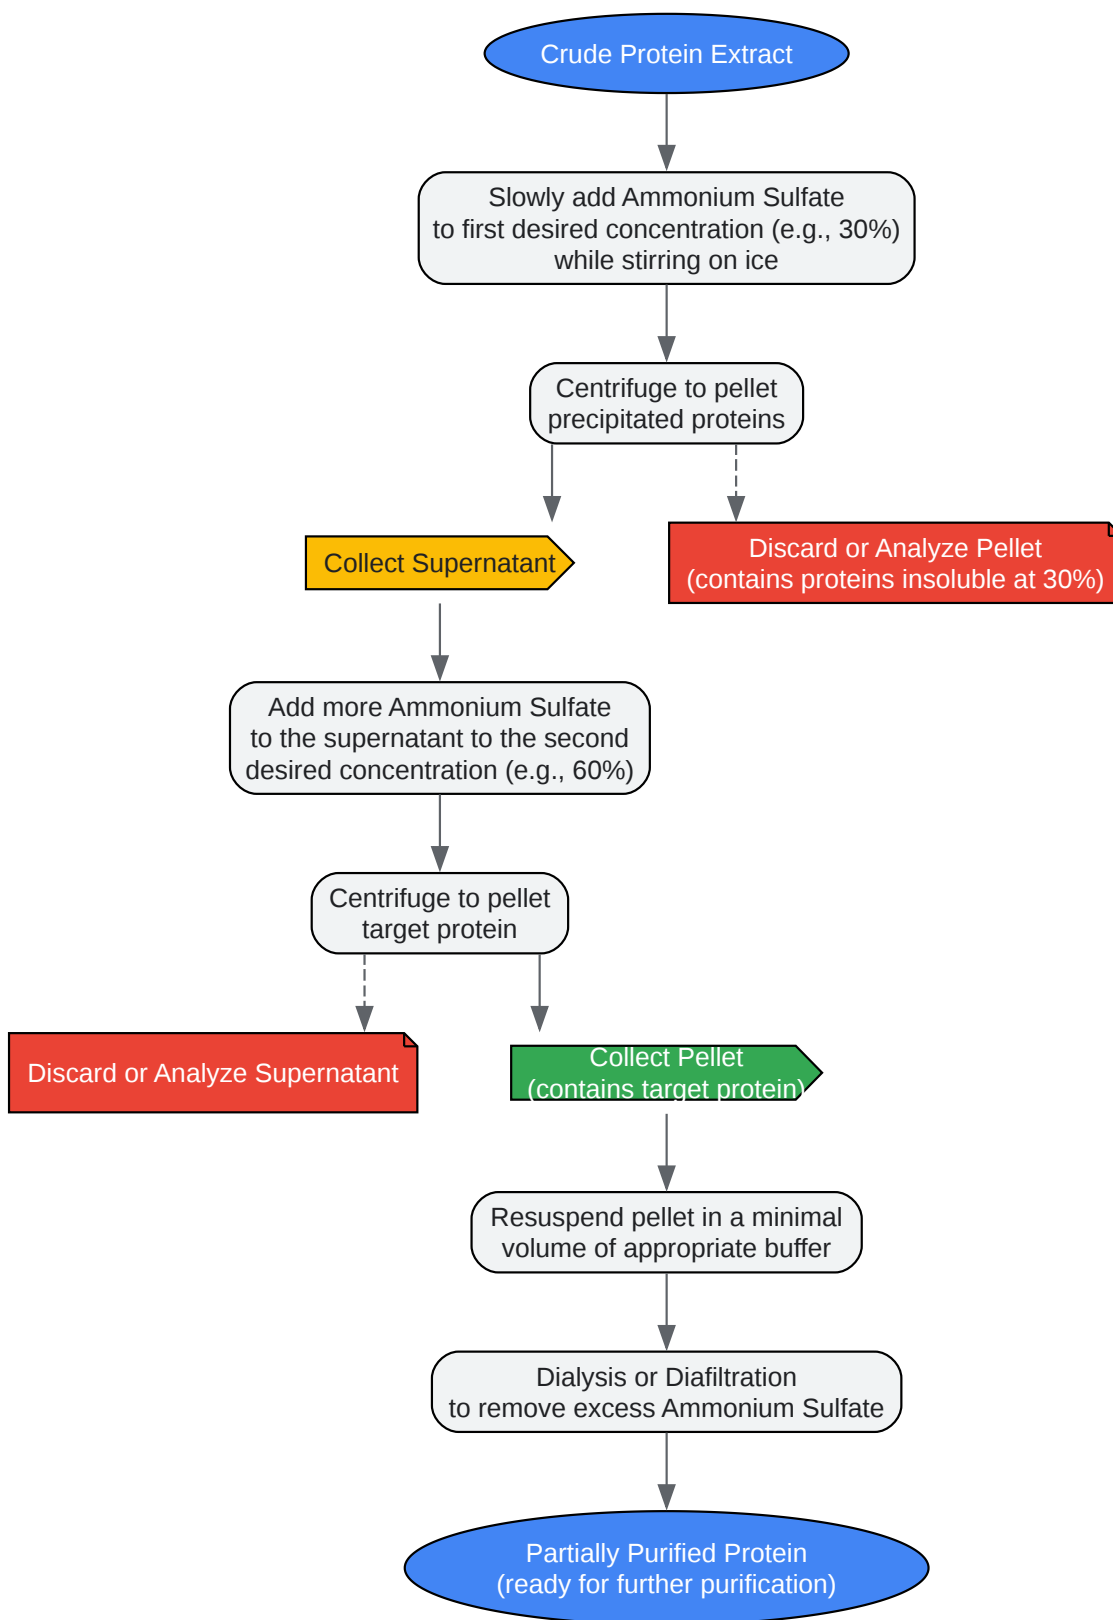 Crude Protein Extract
Slowly add Ammonium Sulfate
to first desired concentration (e.g., 30%)
while stirring on ice
Centrifuge to pellet
precipitated proteins
Collect Supernatant
Discard or Analyze Pellet
(contains proteins insoluble at 30%)
Add more Ammonium Sulfate
to the supernatant to the second
desired concentration (e.g., 60%)
Centrifuge to pellet
target protein
Discard or Analyze Supernatant
Collect Pellet
(contains target protein)
Resuspend pellet in a minimal
volume of appropriate buffer
Dialysis or Diafiltration
to remove excess Ammonium Sulfate
Partially Purified Protein
(ready for further purification)